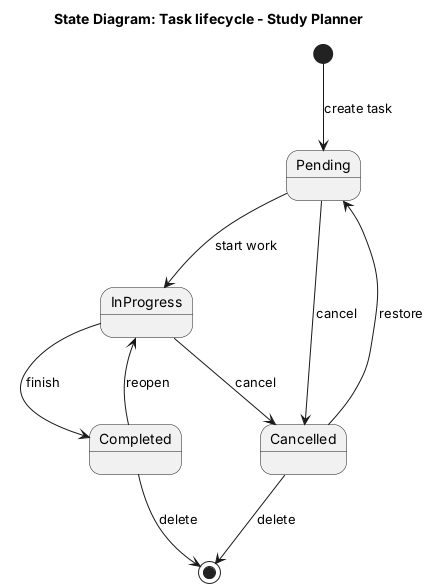 State Diagram: Task lifecycle - Study Planner
create task
Pending
start work
cancel
restore
InProgress
finish
reopen
cancel
Completed
Cancelled
delete
delete